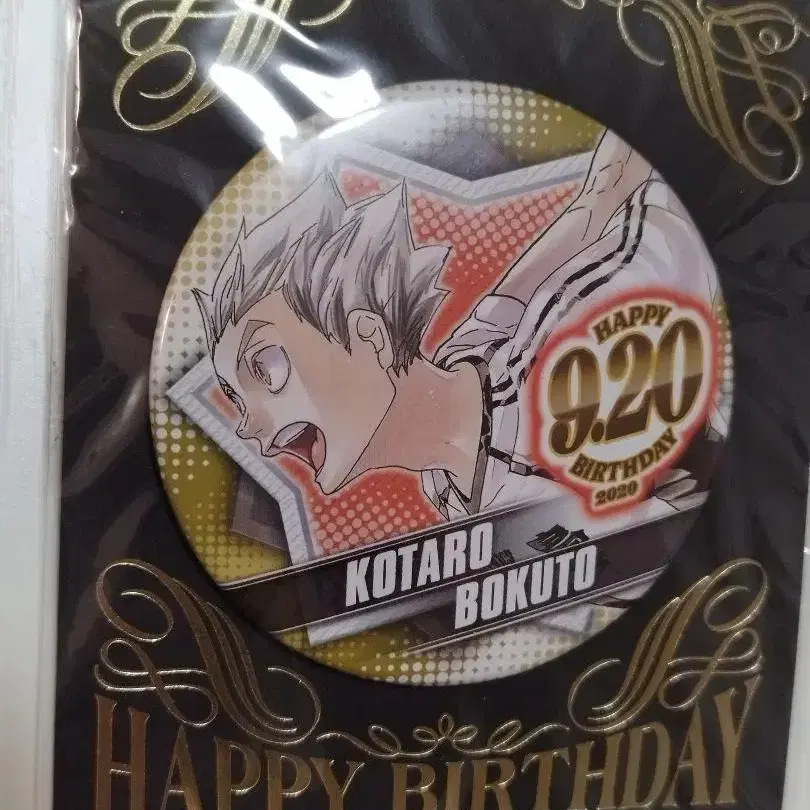 HAPPY
9.20
BIRTHDAY
2020
KOTARO
BOKUTO
HAPPY BIRTHDAY